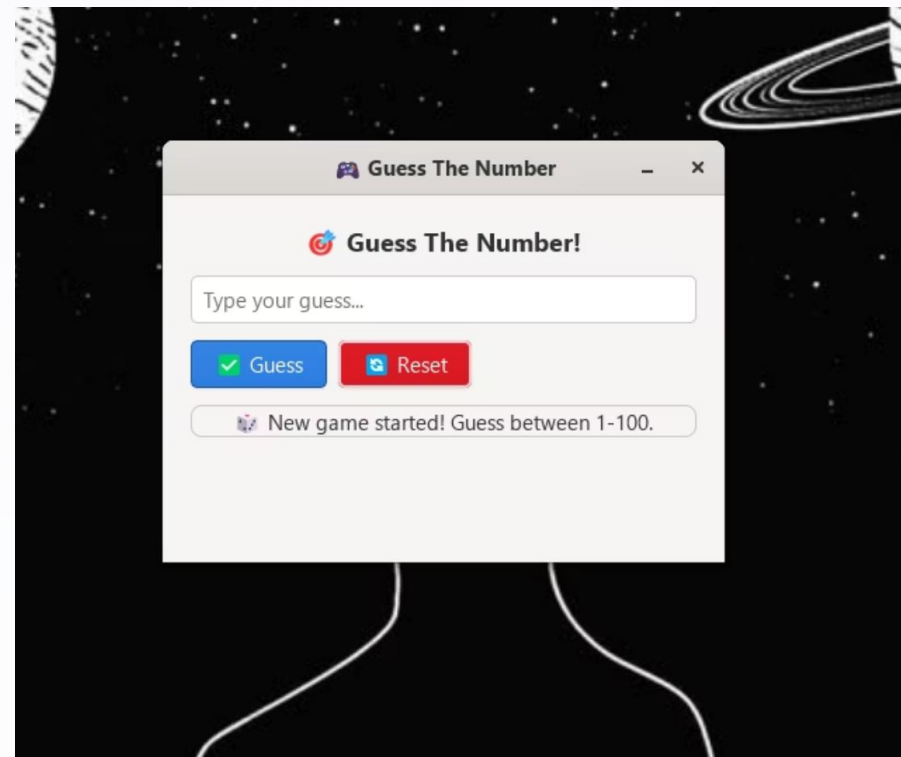 🎮 Guess The Number
🎯 Guess The Number!
Type your guess...
✅ Guess 🔄 Reset
🎲 New game started! Guess between 1-100.